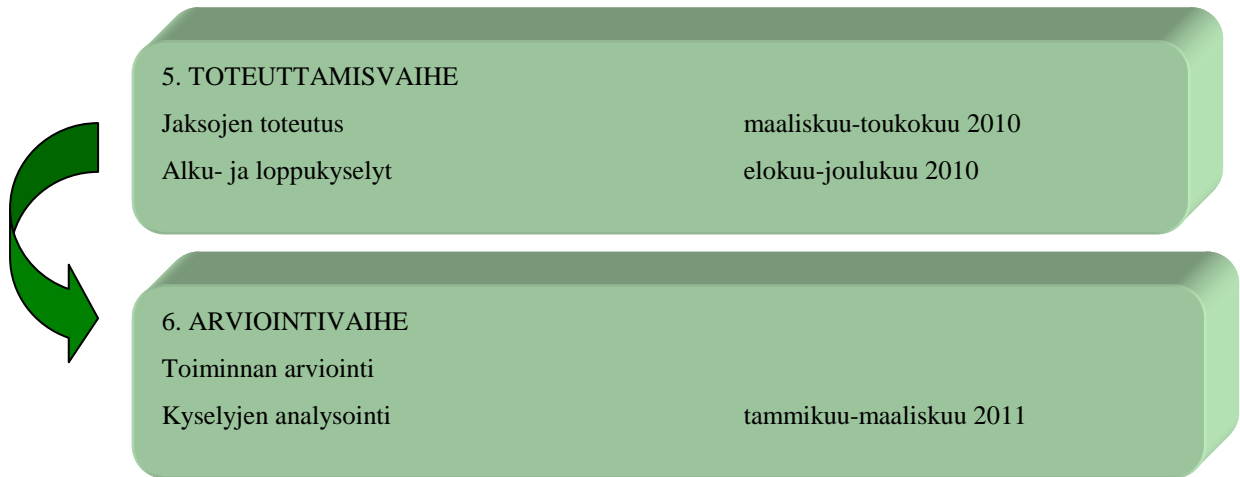 5. TOTEUTTAMISVAIHE
Jaksojen toteutus maaliskuu-toukokuu 2010
Alku- ja loppukyselyt elokuu-joulukuu 2010
6. ARVIOINTIVAIHE
Toiminnan arviointi
Kyselyjen analysointi tammikuu-maaliskuu 2011